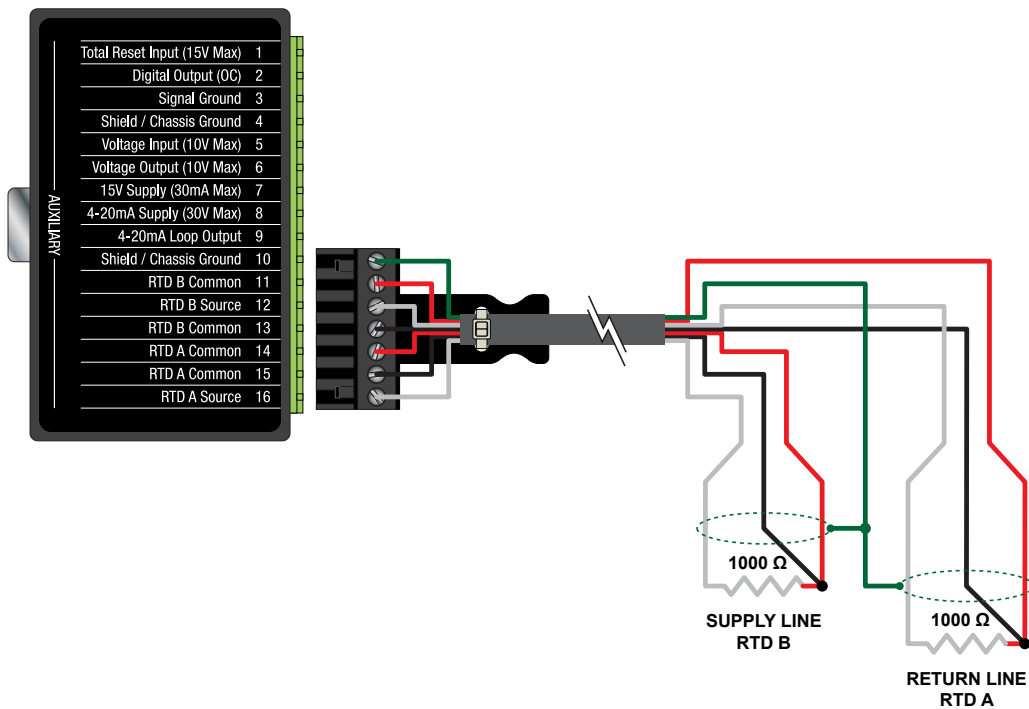 AUXILIARY
Total Reset Input (15V Max) 1
Digital Output (OC) 2
Signal Ground 3
Shield / Chassis Ground 4
Voltage Input (10V Max) 5
Voltage Output (10V Max) 6
15V Supply (30mA Max) 7
4-20mA Supply (30V Max) 8
4-20mA Loop Output 9
Shield / Chassis Ground 10
RTD B Common 11
RTD B Source 12
RTD B Common 13
RTD A Common 14
RTD A Common 15
RTD A Source 16
1000 Ω
SUPPLY LINE
RTD B
1000 Ω
RETURN LINE
RTD A